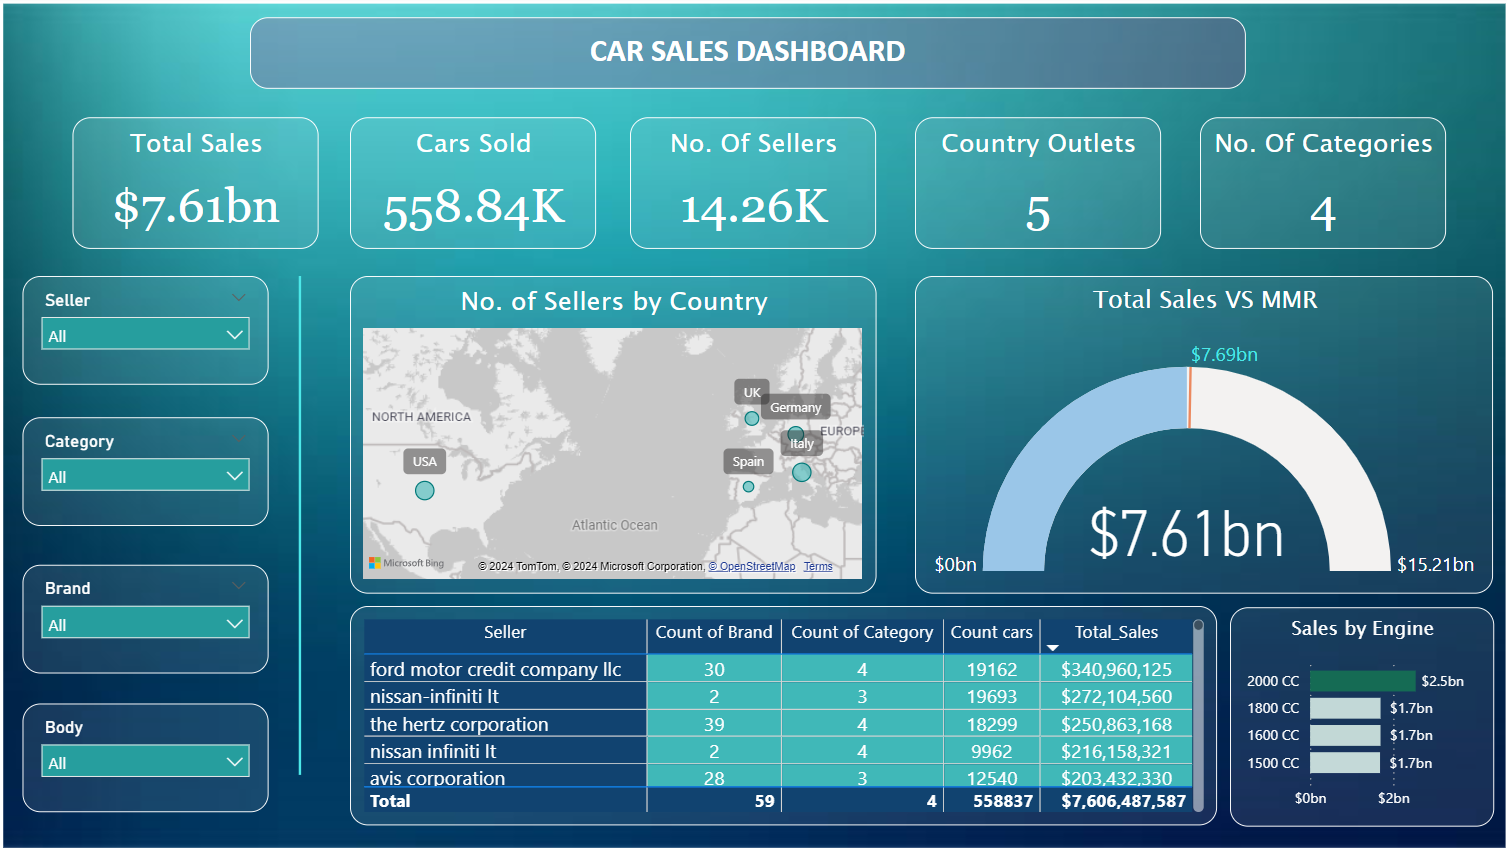 CAR SALES DASHBOARD
Total Sales
$7.61bn
Cars Sold
558.84K
No. Of Sellers
14.26K
Country Outlets
5
No. Of Categories
4
Seller
All
Category
All
Brand
All
Body
All
No. of Sellers by Country
NORTH AMERICA
USA
UK
Germany
EUROPE
Italy
Spain
Atlantic Ocean
Microsoft Bing
© 2024 TomTom, © 2024 Microsoft Corporation, © OpenStreetMap Terms
Total Sales VS MMR
$7.69bn
$7.61bn
$0bn
$15.21bn
Seller Count of Brand Count of Category Count cars Total_Sales
ford motor credit company llc 30 4 19162 $340,960,125
nissan-infiniti lt 2 3 19693 $272,104,560
the hertz corporation 39 4 18299 $250,863,168
nissan infiniti lt 2 4 9962 $216,158,321
avis corporation 28 3 12540 $203,432,330
Total 59 4 558837 $7,606,487,587
Sales by Engine
2000 CC $2.5bn
1800 CC $1.7bn
1600 CC $1.7bn
1500 CC $1.7bn
$0bn $2bn